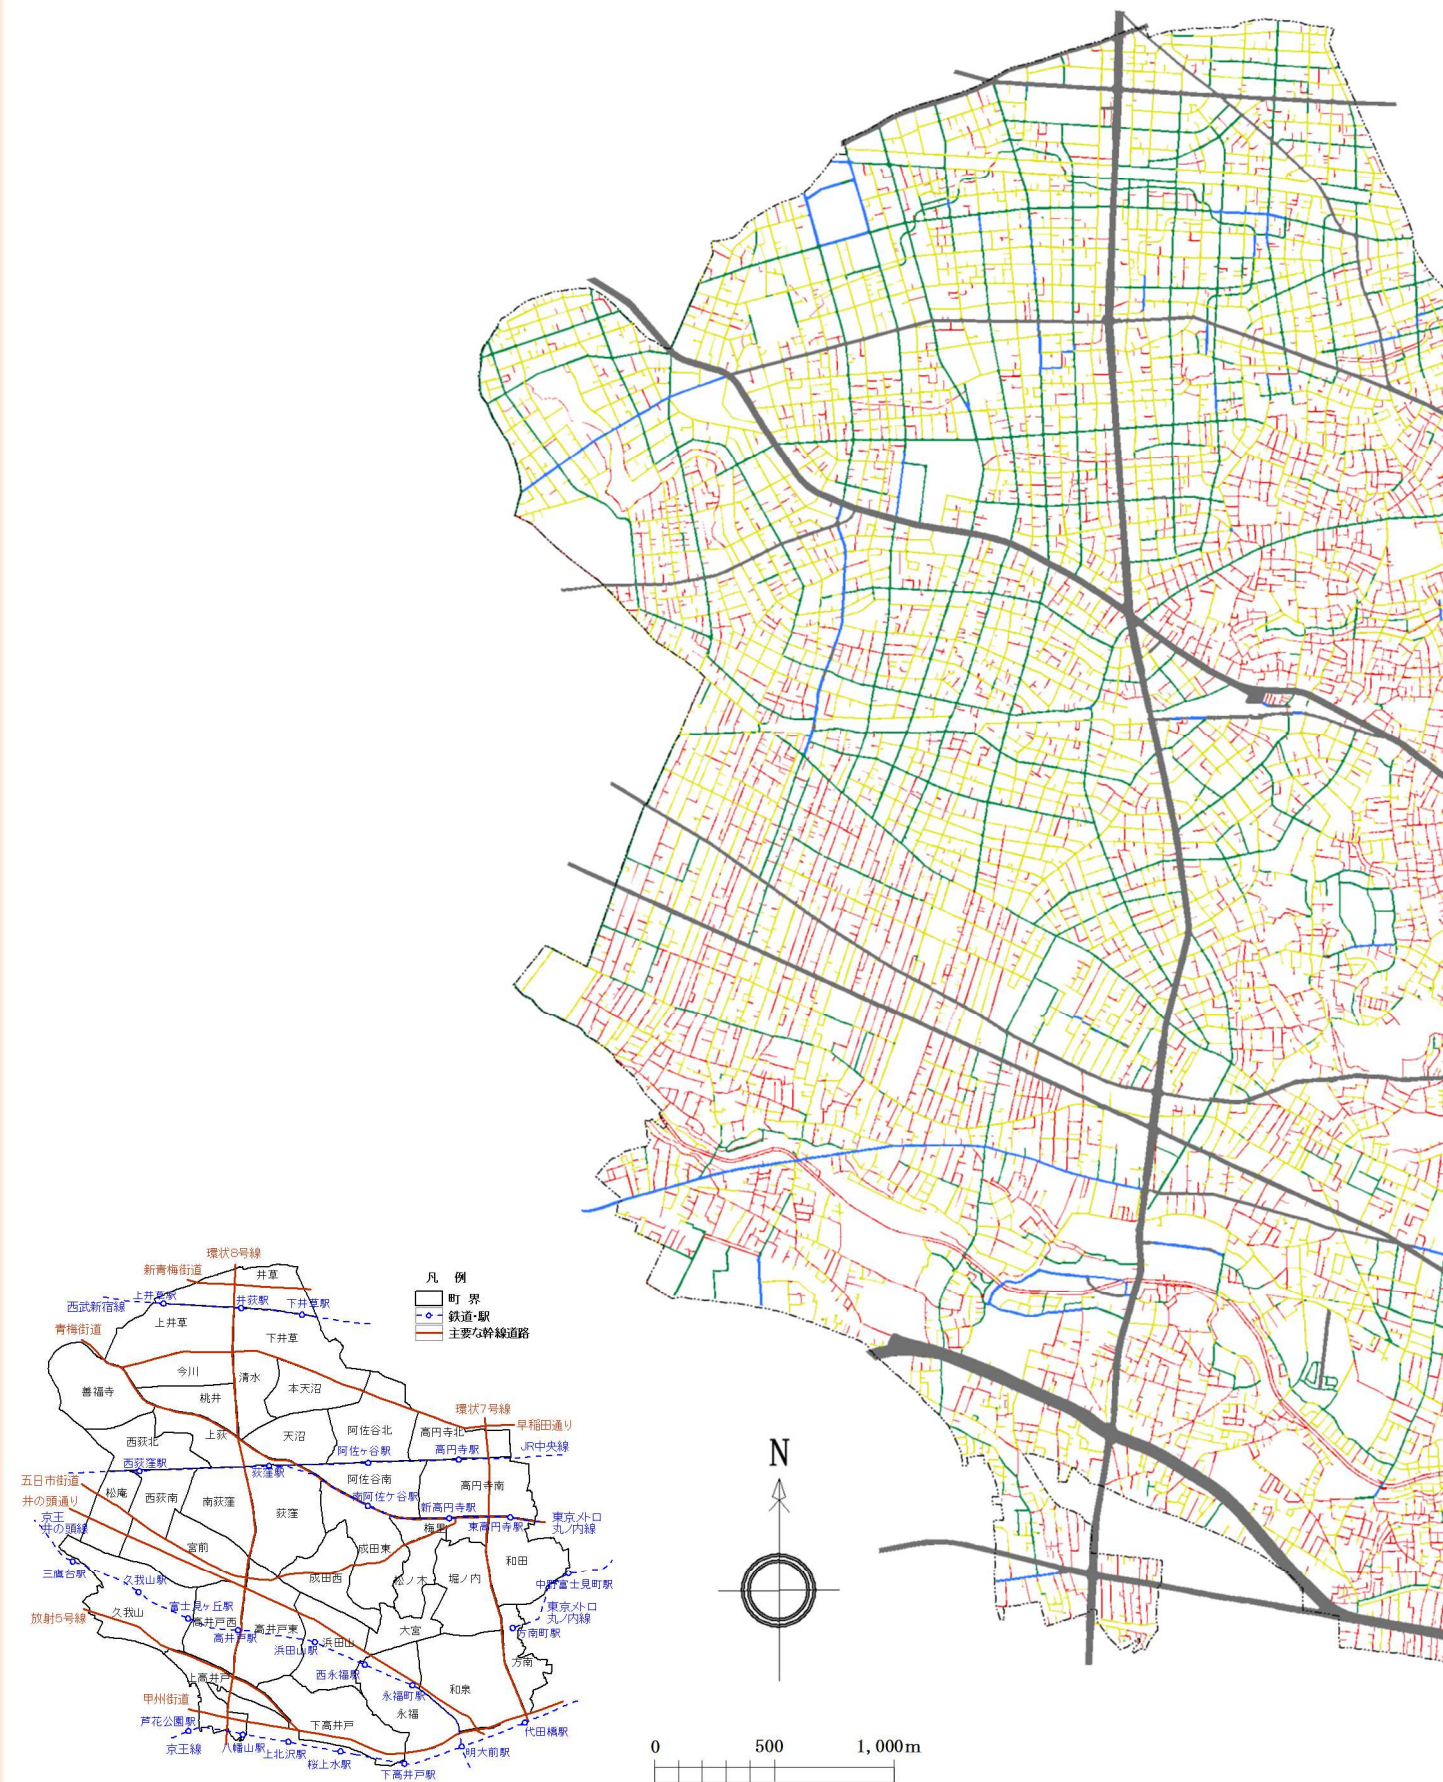 環状8号線
井草
新青梅街道
上井草駅
井荻駅
下井草駅
西武新宿線
上井草
青梅街道
下井草
今川
清水
善福寺
桃井
本天沼
環状7号線
早稲田通り
上荻
天沼
阿佐谷北
高円寺北
西荻北
阿佐ヶ谷駅
高円寺駅
JR中央線
西荻窪駅
荻窪駅
阿佐谷南
五日市街道
松庵
西荻南
南荻窪
南阿佐ケ谷駅
高円寺南
井の頭通り
荻窪
新高円寺駅
京王
井の頭線
梅里
東高円寺駅
東京メトロ
丸ノ内線
宮前
成田東
和田
三鷹台駅
久我山駅
成田西
松ノ木
堀ノ内
中野富士見町駅
富士見ヶ丘駅
東京メトロ
丸ノ内線
久我山
放射5号線
高井戸西
高井戸東
大宮
方南町駅
高井戸駅
浜田山
浜田山駅
方南
西永福駅
上高井戸
永福町駅
和泉
甲州街道
永福
芦花公園駅
下高井戸
代田橋駅
京王線
八幡山駅
上北沢駅
桜上水駅
明大前駅
下高井戸駅
凡 例
町 界
鉄道・駅
主要な幹線道路
N
0 500 1,000m